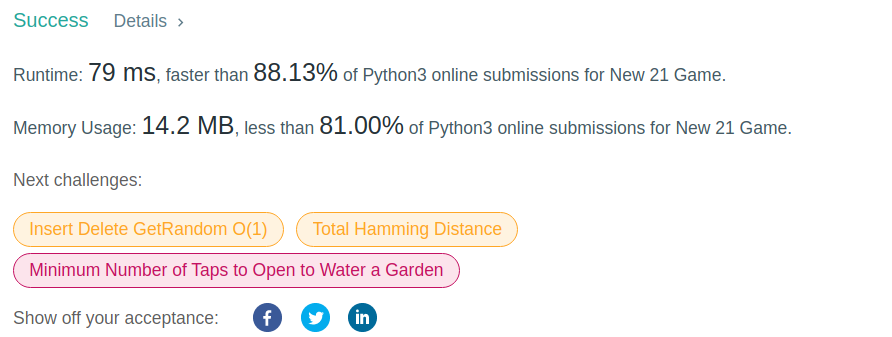 Success Details >
Runtime: 79 ms, faster than 88.13% of Python3 online submissions for New 21 Game.
Memory Usage: 14.2 MB, less than 81.00% of Python3 online submissions for New 21 Game.
Next challenges:
Insert Delete GetRandom O(1) Total Hamming Distance
Minimum Number of Taps to Open to Water a Garden
Show off your acceptance: f in